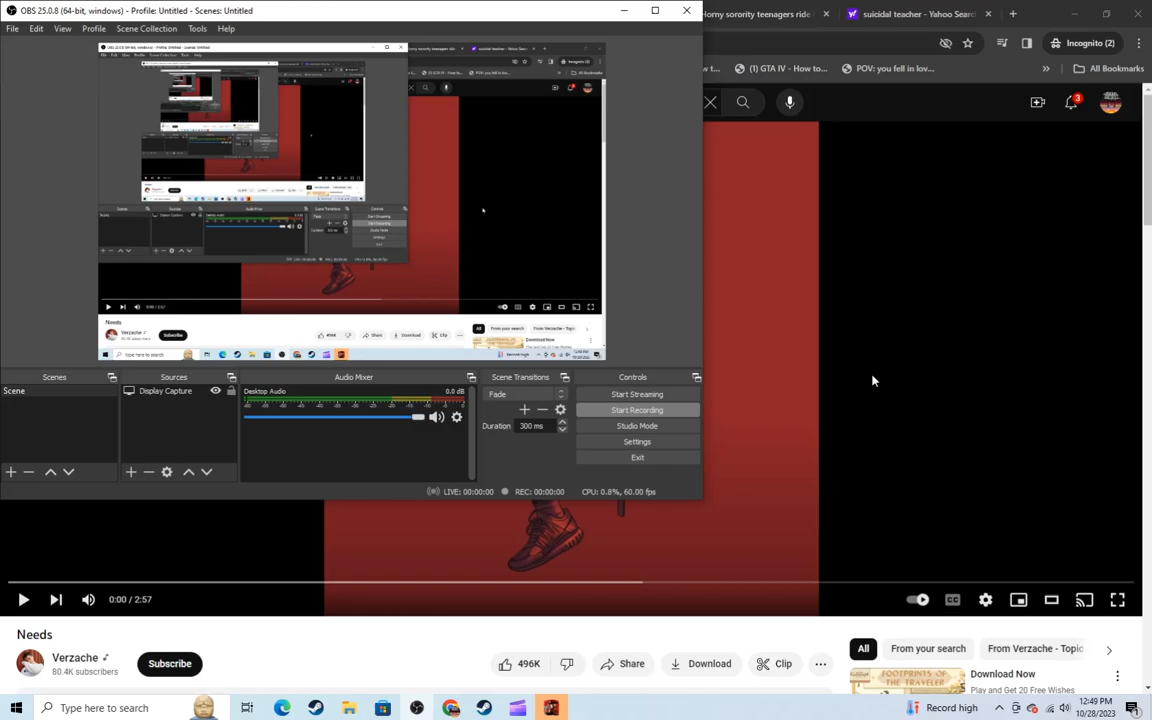 OBS 25.0.8 (64-bit, windows) - Profile: Untitled - Scenes: Untitled
Horny sorority teenagers ride
suicidal teacher - Yahoo Searc
File Edit View Profile Scene Collection Tools Help
Incognito (2)
(1) GTA IV - How to...
POV: you fell in lov...
All Bookmarks
3
Scenes
Sources
Audio Mixer
Scene Transitions
Controls
Scene
Display Capture
Desktop Audio
0.0 dB
Fade
Start Streaming
Start Recording
Duration 300 ms
Studio Mode
Settings
Exit
LIVE: 00:00:00
REC: 00:00:00
CPU: 0.8%, 60.00 fps
0:00 / 2:57
CC
Needs
Verzache
80.4K subscribers
Subscribe
496K
Share
Download
Clip
All
From your search
From Verzache - Topic
FOOTPRINTS OF
THE TRAVELER
Download Now
Play and Get 20 Free Wishes
Type here to search
Record high
12:49 PM
10/28/2023
1